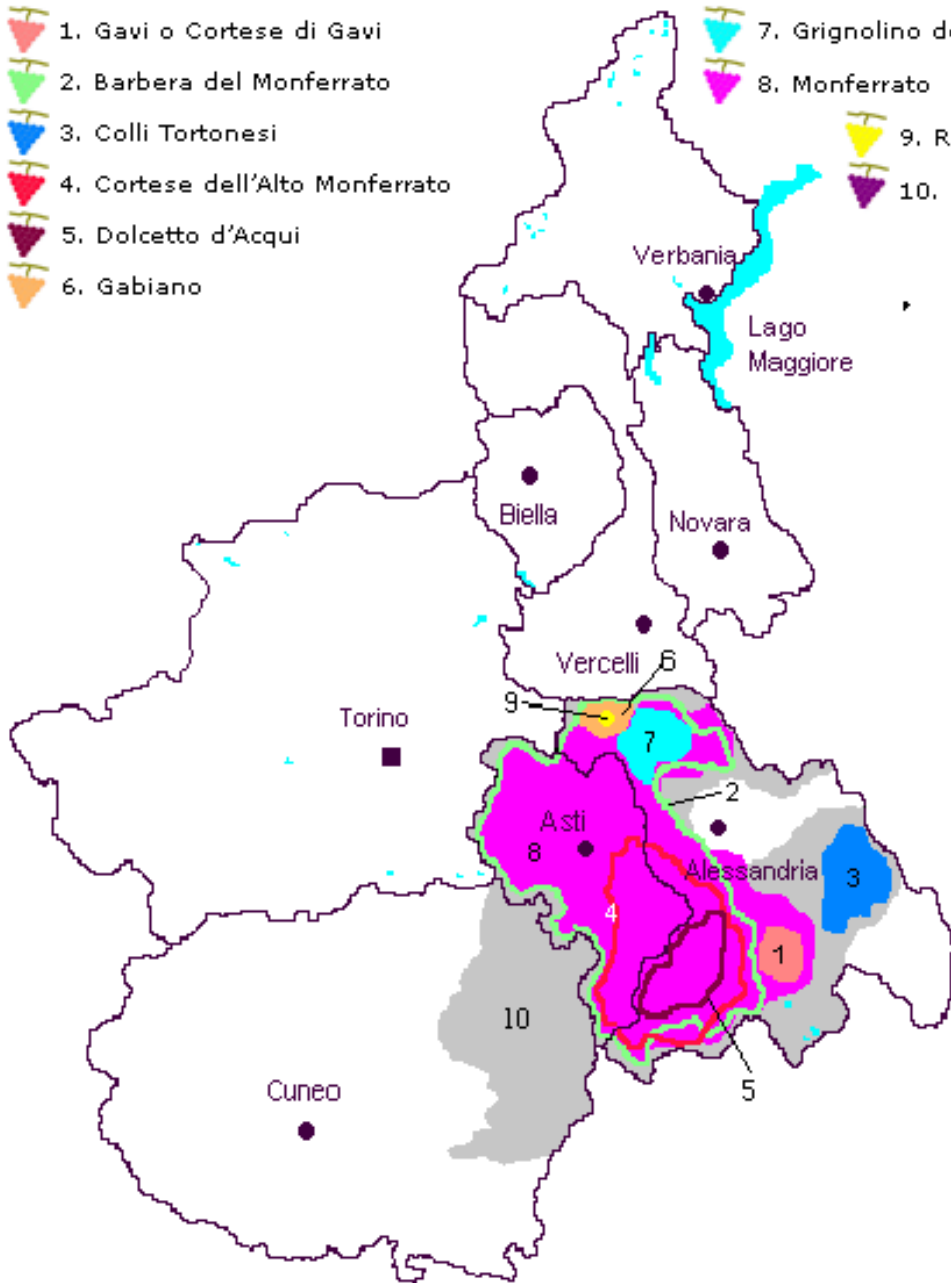 1. Gavi o Cortese di Gavi
2. Barbera del Monferrato
3. Colli Tortonesi
4. Cortese dell'Alto Monferrato
5. Dolcetto d'Acqui
6. Gabiano
7. Grignolino de
8. Monferrato
9. R
10.
Verbania
Lago
Maggiore
Biella
Novara
Vercelli
6
9
Torino
7
2
Asti
8
Alessandria
3
4
1
10
5
Cuneo